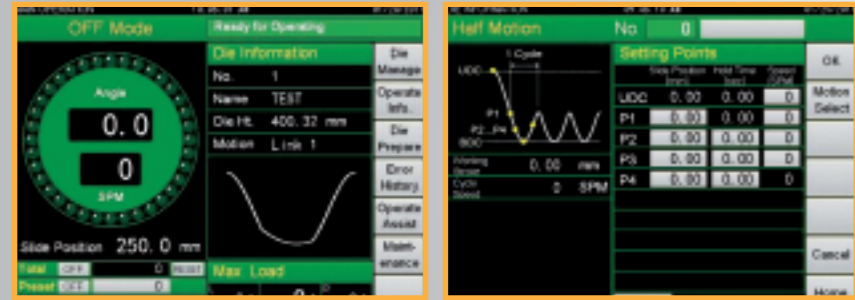 OFF Mode
Ready for Operating
Die Information
No. 1
Name TEST
Die Ht. 400. 32 mm
Motion Link 1
Angle
0. 0
0
SPM
Slide Position 250. 0 mm
Total OFF 0 RESET
Preset OFF 0
Max. Load
Die
Manage
Operate
Info.
Die
Prepare
Error
History
Operate
Assist
Maint-
enance
Half Motion
No. 0
1 Cycle
UDC
P1
P2...P4
BDC
Working
0. 00 mm
Cycle
Speed 0 SPM
Setting Points
Slide Position Hold Time Speed
(mm) (sec) (SPM)
UDC 0. 00 0. 00 0
P1 0. 00 0. 00 0
P2 0. 00 0. 00 0
P3 0. 00 0. 00 0
P4 0. 00 0. 00 0
OK
Motion
Select
Cancel
Home